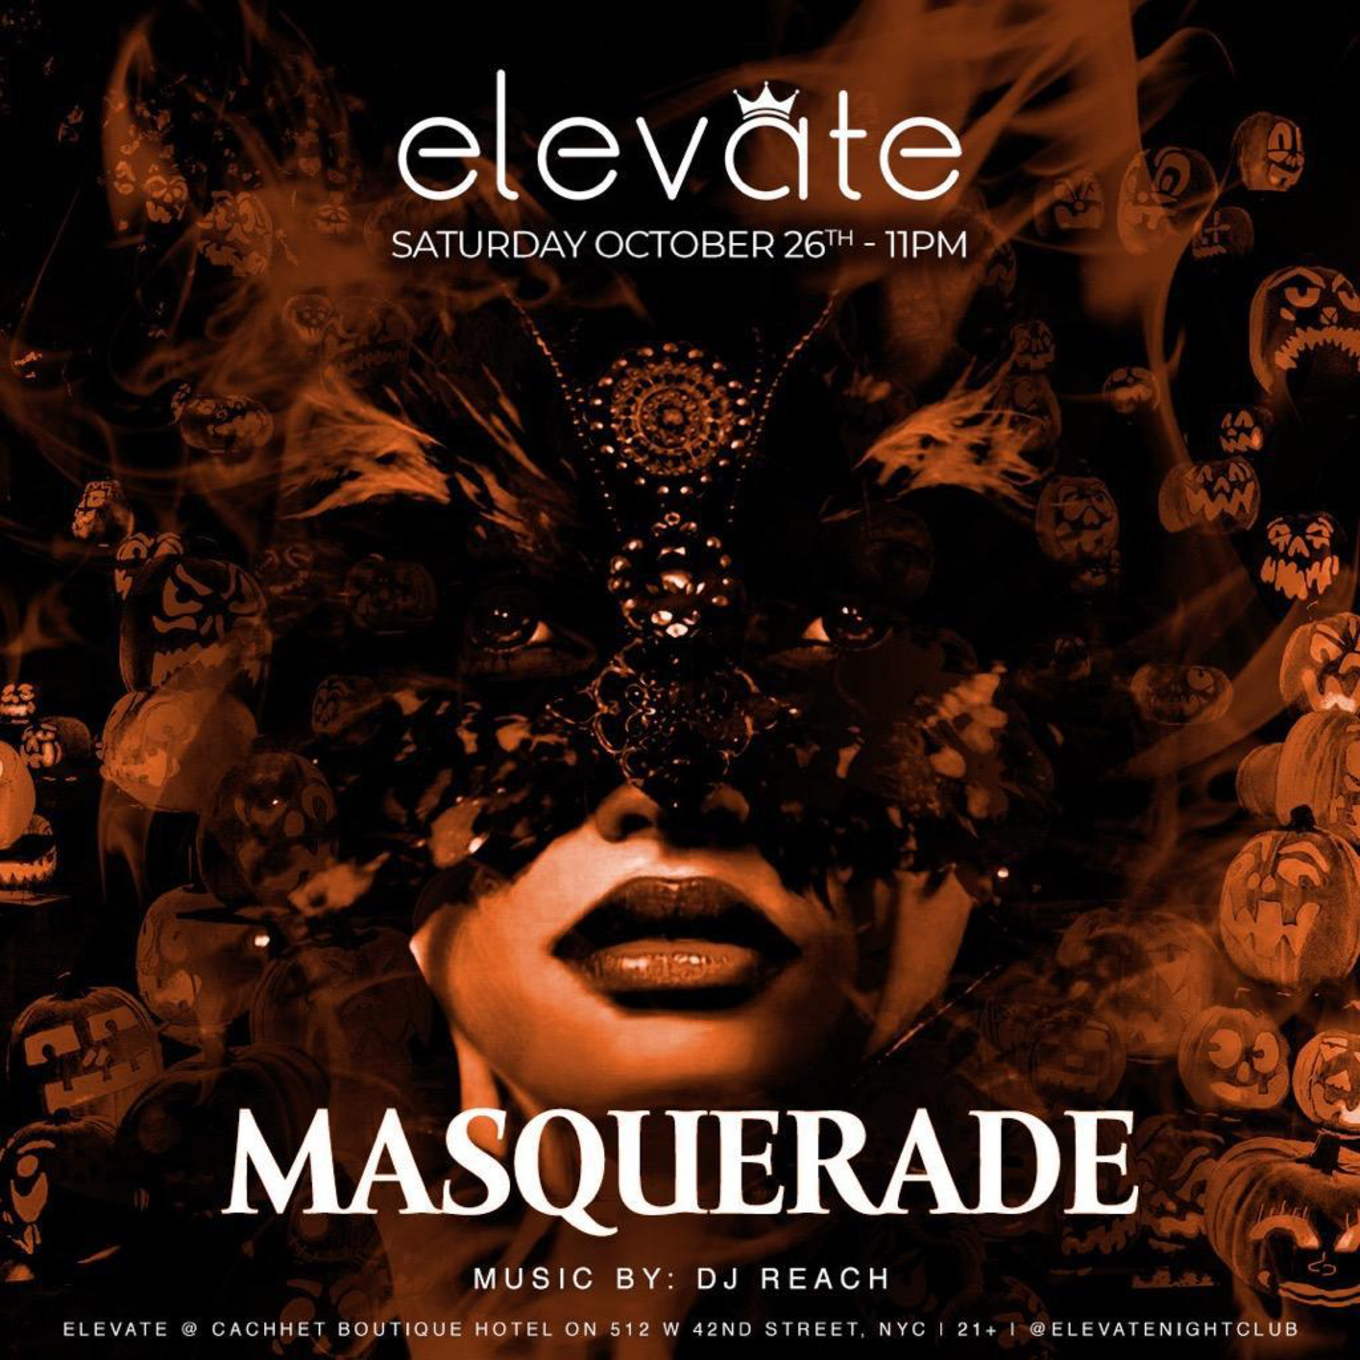 elevate
SATURDAY OCTOBER 26TH - 11PM
MASQUERADE
MUSIC BY: DJ REACH
ELEVATE @ CACHHET BOUTIQUE HOTEL ON 512 W 42ND STREET, NYC | 21+ | @ELEVATENIGHTCLUB